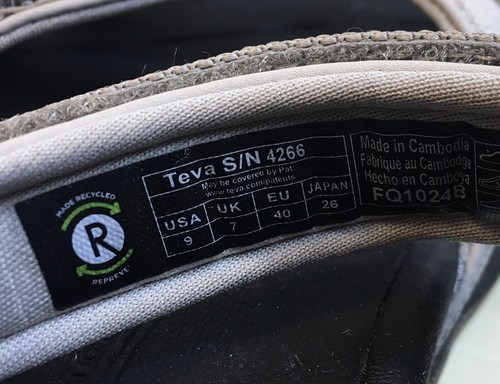 MADE RECYCLED
R
REPREVE
Teva S/N 4266
May be covered by Pat.
www.teva.com/patents
USA UK EU JAPAN
9 7 40 26
Made in Cambodia
Fabriqué au Cambodge
Hecho en Camboya
FQ1024B